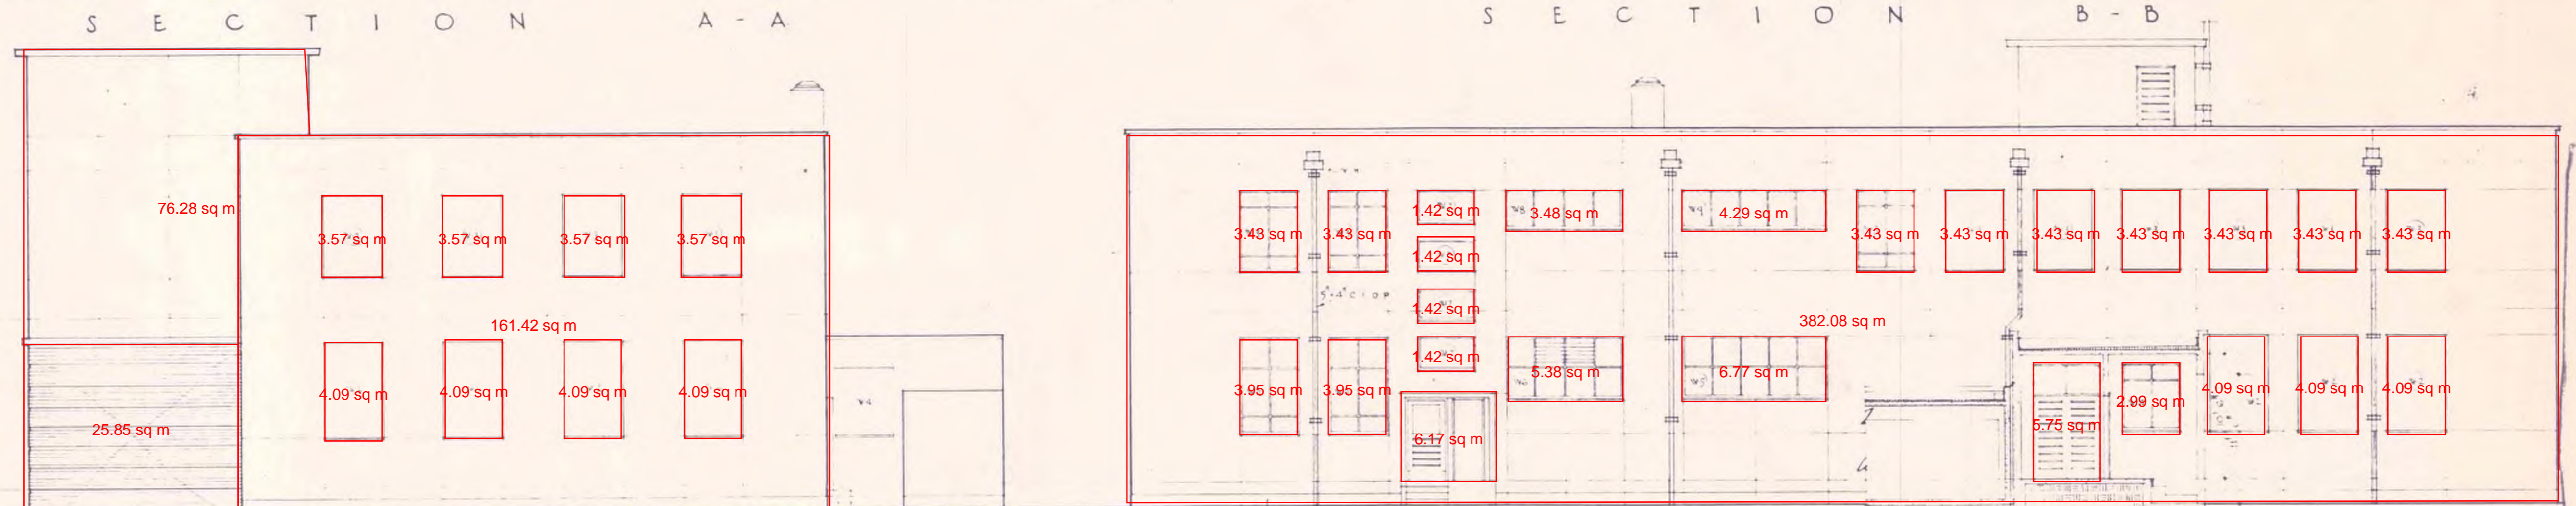 SECTION A-A
SECTION B-B
76.28 sq m
3.57 sq m 3.57 sq m 3.57 sq m 3.57 sq m
161.42 sq m
4.09 sq m 4.09 sq m 4.09 sq m 4.09 sq m
25.85 sq m
W4
1.42 sq m
W8 3.48 sq m
W9 4.29 sq m
3.43 sq m 3.43 sq m 3.43 sq m 3.43 sq m 3.43 sq m 3.43 sq m 3.43 sq m 3.43 sq m 3.43 sq m
1.42 sq m
1.42 sq m
382.08 sq m
1.42 sq m
5.38 sq m
W5 6.77 sq m
3.95 sq m 3.95 sq m
4.09 sq m 4.09 sq m 4.09 sq m
2.99 sq m
5.75 sq m
6.17 sq m